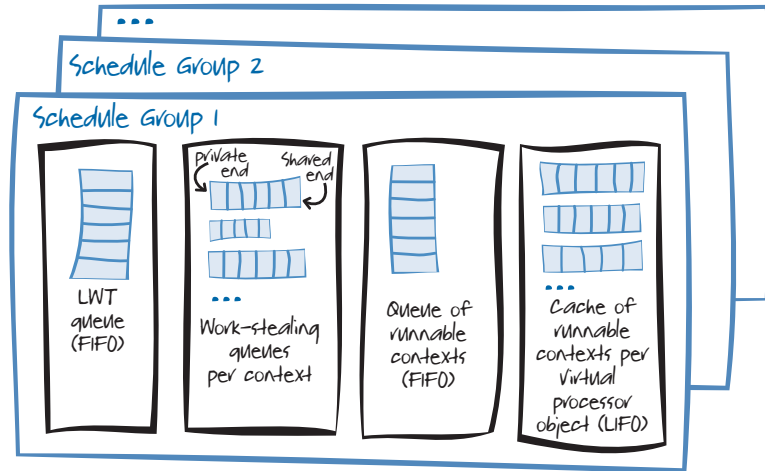 Schedule Group 2
Schedule Group 1
private
end
Shared
end
LWT
queue
(FIFO)
Work-stealing
queues
per context
Queue of
runnable
contexts
(FIFO)
Cache of
runnable
contexts per
virtual
processor
object (LIFO)